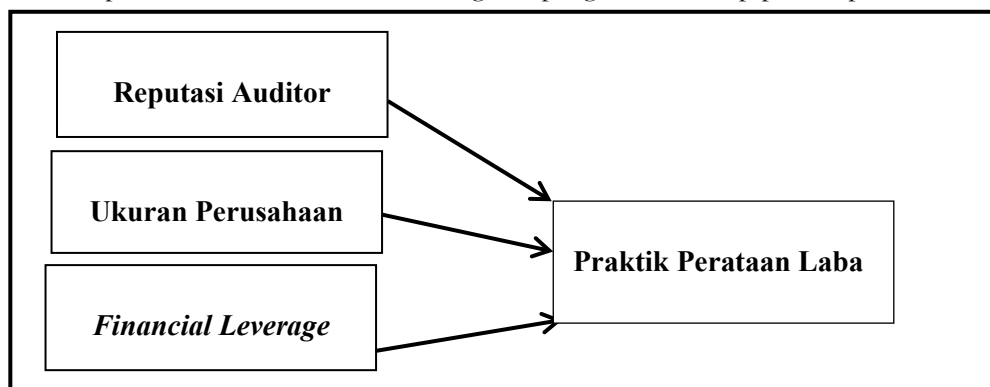 Reputasi Auditor
Ukuran Perusahaan
Praktik Perataan Laba
Financial Leverage